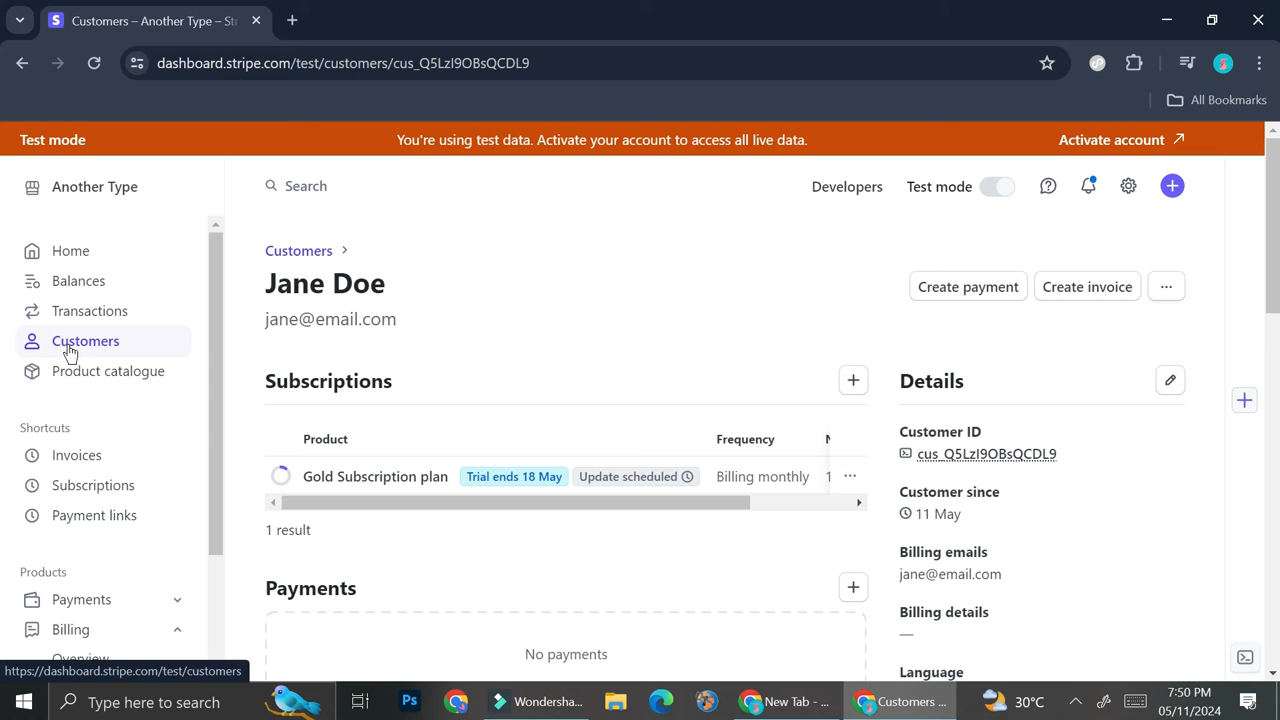 Customers – Another Type – St
dashboard.stripe.com/test/customers/cus_Q5LzI9OBsQCDL9
All Bookmarks
Test mode
You're using test data. Activate your account to access all live data.
Activate account
Another Type
Search
Developers
Test mode
Home
Balances
Transactions
Customers
Product catalogue
Shortcuts
Invoices
Subscriptions
Payment links
Products
Payments
Billing
Overview
Customers
Jane Doe
jane@email.com
Create payment
Create invoice
Subscriptions
Product
Frequency
Gold Subscription plan
Trial ends 18 May
Update scheduled
Billing monthly
1
1 result
Payments
No payments
Details
Customer ID
cus_Q5LzI9OBsQCDL9
Customer since
11 May
Billing emails
jane@email.com
Billing details
—
Language
https://dashboard.stripe.com/test/customers
Type here to search
Ps
Wondersha...
New Tab - ...
Customers ...
30°C
7:50 PM
05/11/2024